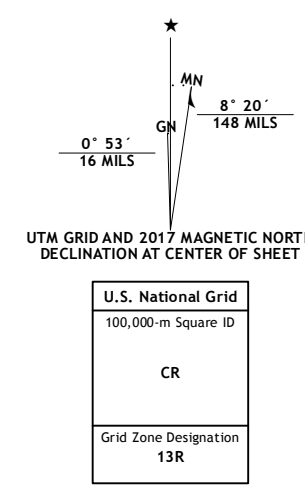 ★
MN
8° 20´
148 MILS
GN
0° 53´
16 MILS
UTM GRID AND 2017 MAGNETIC NORT
DECLINATION AT CENTER OF SHEET
U.S. National Grid
100,000-m Square ID
CR
Grid Zone Designation
13R